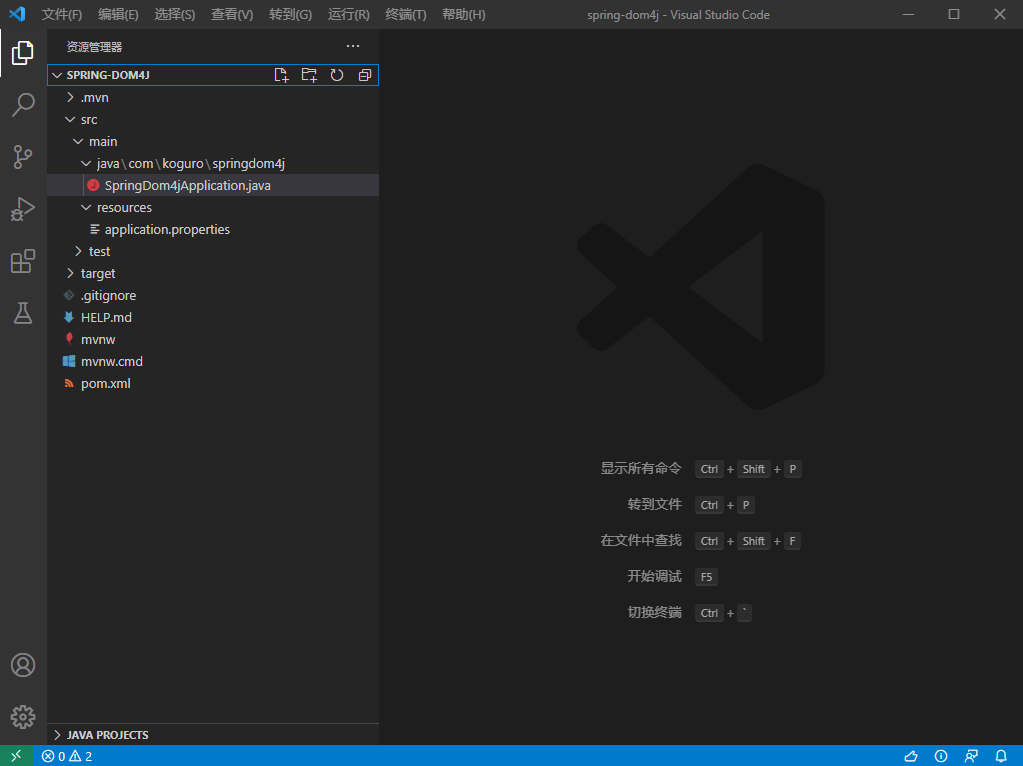 文件(F) 编辑(E) 选择(S) 查看(V) 转到(G) 运行(R) 终端(T) 帮助(H) spring-dom4j - Visual Studio Code
资源管理器
SPRING-DOM4J
.mvn
src
main
java\com\koguro\springdom4j
SpringDom4jApplication.java
resources
application.properties
test
target
.gitignore
HELP.md
mvnw
mvnw.cmd
pom.xml
显示所有命令 Ctrl + Shift + P
转到文件 Ctrl + P
在文件中查找 Ctrl + Shift + F
开始调试 F5
切换终端 Ctrl + `
JAVA PROJECTS
0 2